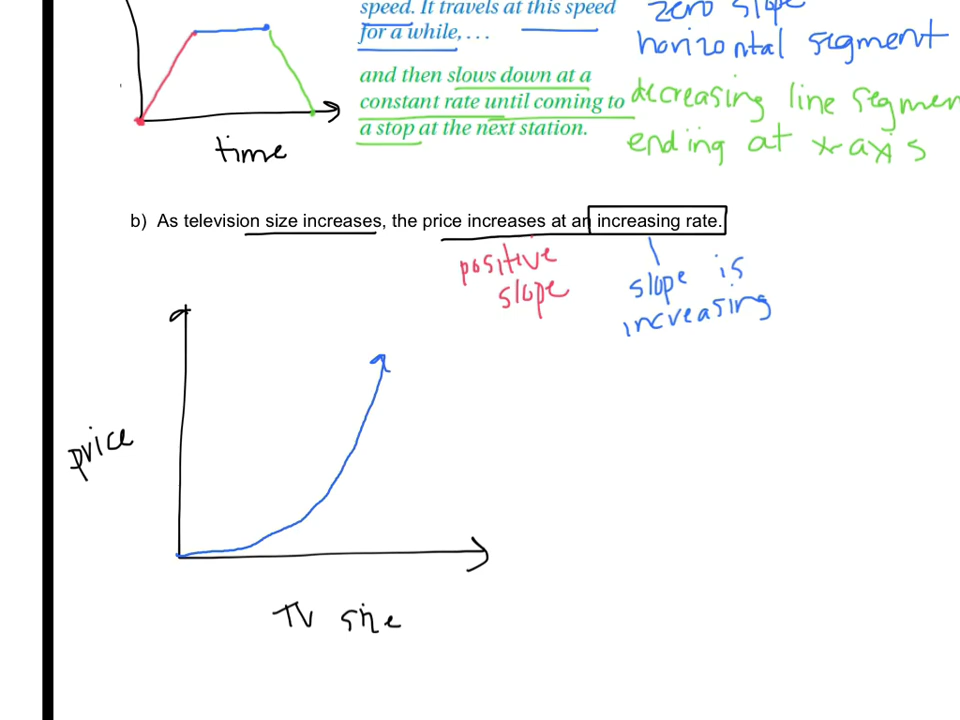 speed. It travels at this speed
for a while, . . .
zero slope
horizontal segment
and then slows down at a
constant rate until coming to
a stop at the next station.
decreasing line segmen
ending at x-axis
time
b) As television size increases, the price increases at an increasing rate.
positive
slope
slope is
increasing
price
TV size